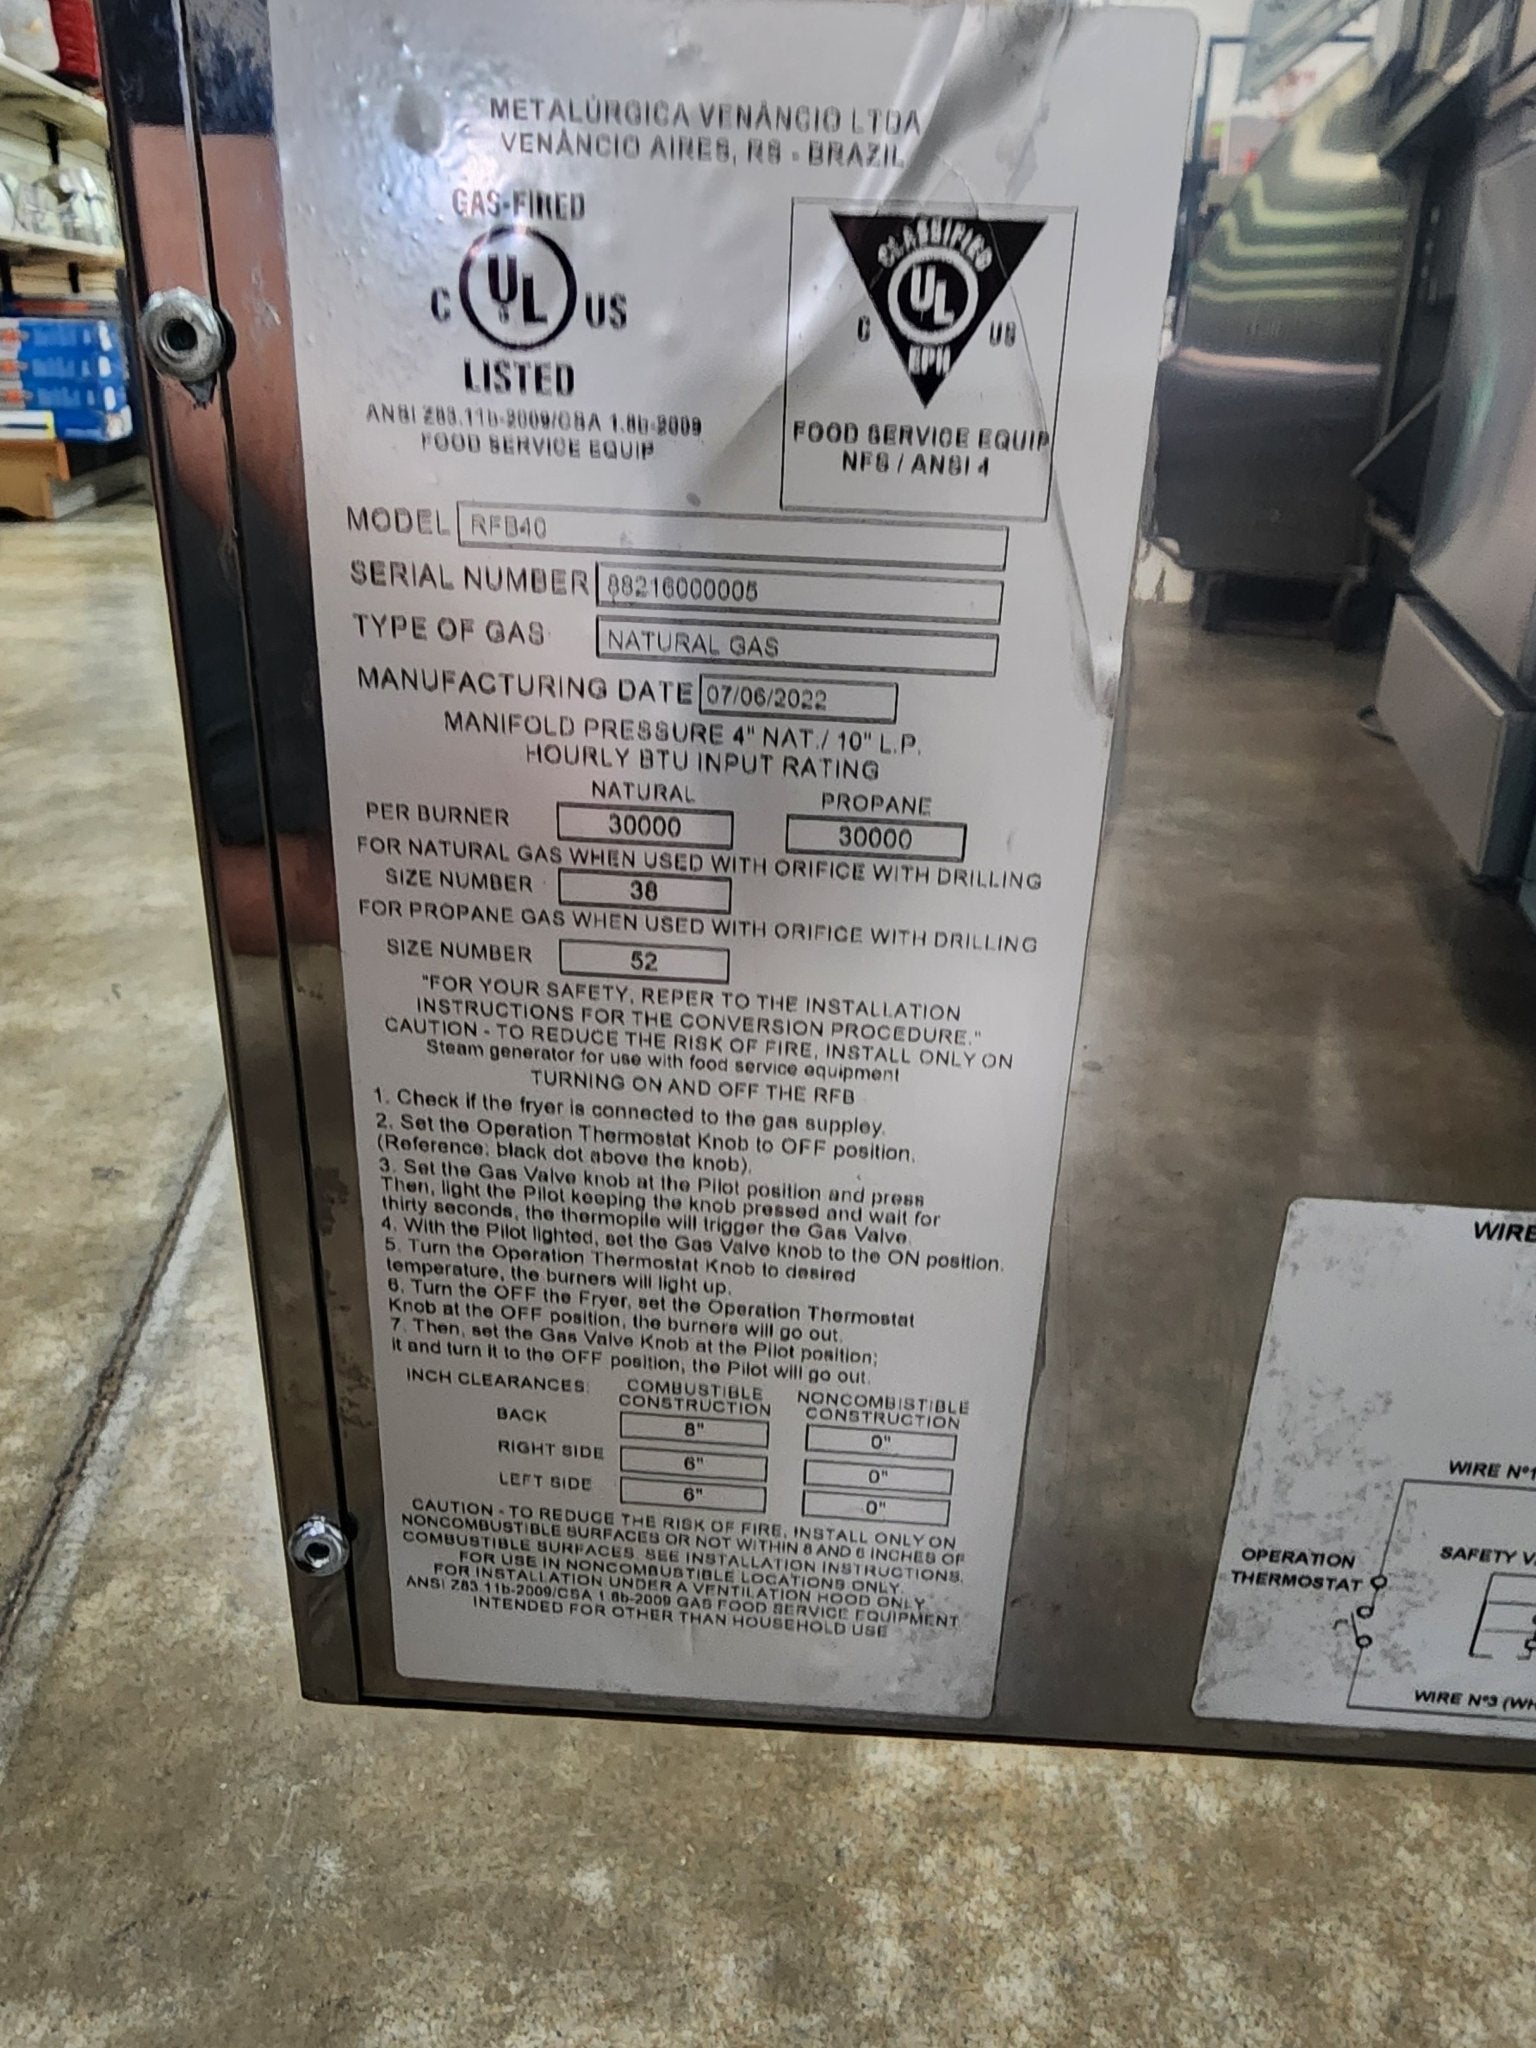 METALÚRGICA VENÂNCIO LTDA
VENÂNCIO AIRES, RS - BRAZIL
GAS-FIRED
C UL US
LISTED
ANSI Z83.11b-2009/CSA 1.8b-2009
FOOD SERVICE EQUIP
CLASSIFIED
C UL US
EPH
FOOD SERVICE EQUIP
NFS / ANSI 4
MODEL RFB40
SERIAL NUMBER 88216000005
TYPE OF GAS NATURAL GAS
MANUFACTURING DATE 07/06/2022
MANIFOLD PRESSURE 4" NAT./ 10" L.P.
HOURLY BTU INPUT RATING
NATURAL PROPANE
PER BURNER 30000 30000
FOR NATURAL GAS WHEN USED WITH ORIFICE WITH DRILLING
SIZE NUMBER 38
FOR PROPANE GAS WHEN USED WITH ORIFICE WITH DRILLING
SIZE NUMBER 52
"FOR YOUR SAFETY, REPER TO THE INSTALLATION
INSTRUCTIONS FOR THE CONVERSION PROCEDURE."
CAUTION - TO REDUCE THE RISK OF FIRE, INSTALL ONLY ON
Steam generator for use with food service equipment
TURNING ON AND OFF THE RFB
1. Check if the fryer is connected to the gas suppley.
2. Set the Operation Thermostat Knob to OFF position.
(Reference: black dot above the knob).
3. Set the Gas Valve knob at the Pilot position and press
Then, light the Pilot keeping the knob pressed and wait for
thirty seconds, the thermopile will trigger the Gas Valve.
4. With the Pilot lighted, set the Gas Valve knob to the ON position.
5. Turn the Operation Thermostat Knob to desired
temperature, the burners will light up.
6. Turn the OFF the Fryer, set the Operation Thermostat
Knob at the OFF position, the burners will go out.
7. Then, set the Gas Valve Knob at the Pilot position;
it and turn it to the OFF position, the Pilot will go out.
INCH CLEARANCES: COMBUSTIBLE CONSTRUCTION NONCOMBISTIBLE CONSTRUCTION
BACK 8" 0"
RIGHT SIDE 6" 0"
LEFT SIDE 6" 0"
CAUTION - TO REDUCE THE RISK OF FIRE, INSTALL ONLY ON
NONCOMBUSTIBLE SURFACES OR NOT WITHIN 8 AND 6 INCHES OF
COMBUSTIBLE SURFACES. SEE INSTALLATION INSTRUCTIONS.
FOR USE IN NONCOMBUSTIBLE LOCATIONS ONLY.
FOR INSTALLATION UNDER A VENTILATION HOOD ONLY.
ANSI Z83 11b-2009/CSA 1 8b-2009 GAS FOOD SERVICE EQUIPMENT
INTENDED FOR OTHER THAN HOUSEHOLD USE
WIRE
WIRE Nº1
OPERATION
THERMOSTAT
SAFETY
WIRE Nº3